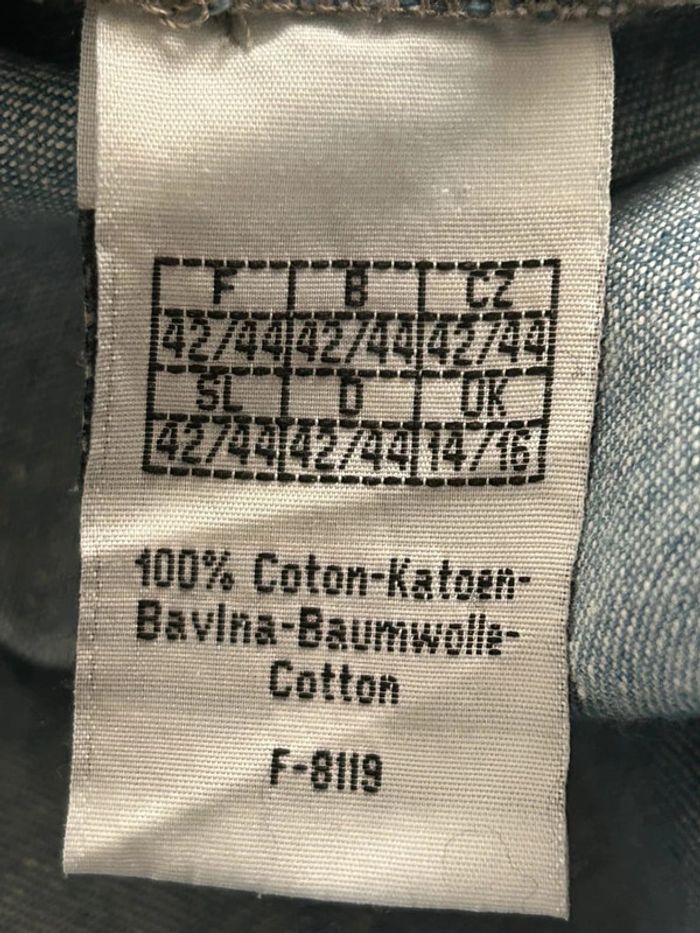 F B CZ
42/44 42/44 42/44
SL D UK
42/44 42/44 14/16
100% Coton-Katoen-
Bavlna-Baumwolle-
Cotton
F-8119